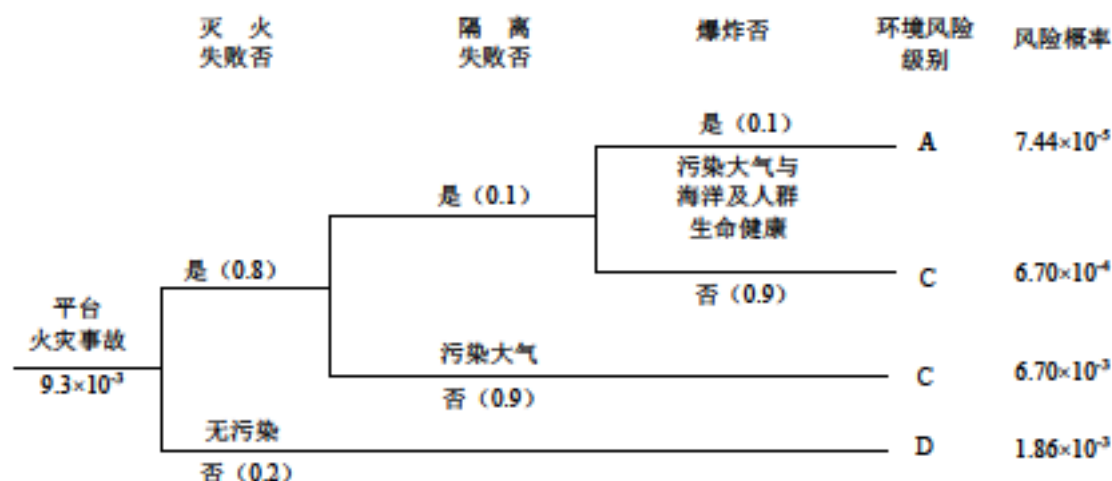 灭 火
失败否
隔 离
失败否
爆炸否
环境风险
级别
风险概率
是（0.1）
A
7.44×10⁻⁵
污染大气与
海洋及人群
生命健康
是（0.1）
是（0.8）
C
6.70×10⁻⁴
否（0.9）
平台
火灾事故
9.3×10⁻³
污染大气
C
6.70×10⁻³
否（0.9）
无污染
D
1.86×10⁻³
否（0.2）